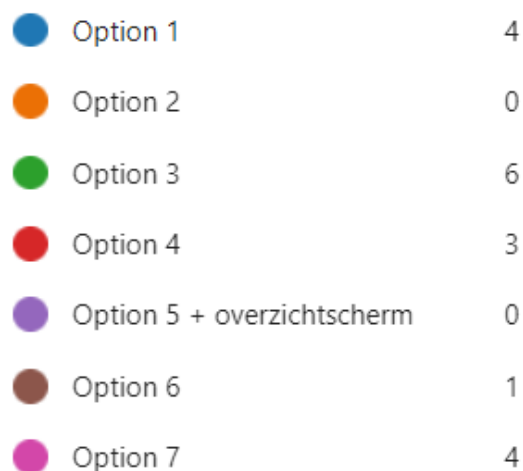 Option 1 4
Option 2 0
Option 3 6
Option 4 3
Option 5 + overzichtscherm 0
Option 6 1
Option 7 4